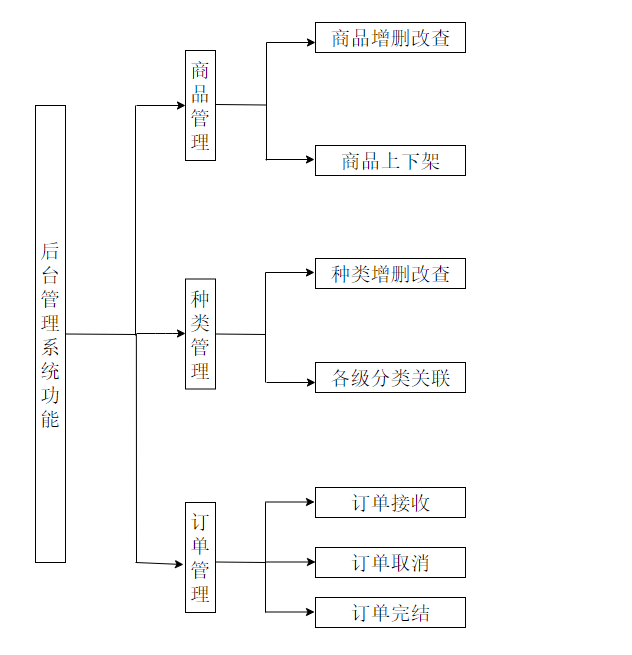 后台管理系统功能
商品管理
商品增删改查
商品上下架
种类管理
种类增删改查
各级分类关联
订单管理
订单接收
订单取消
订单完结